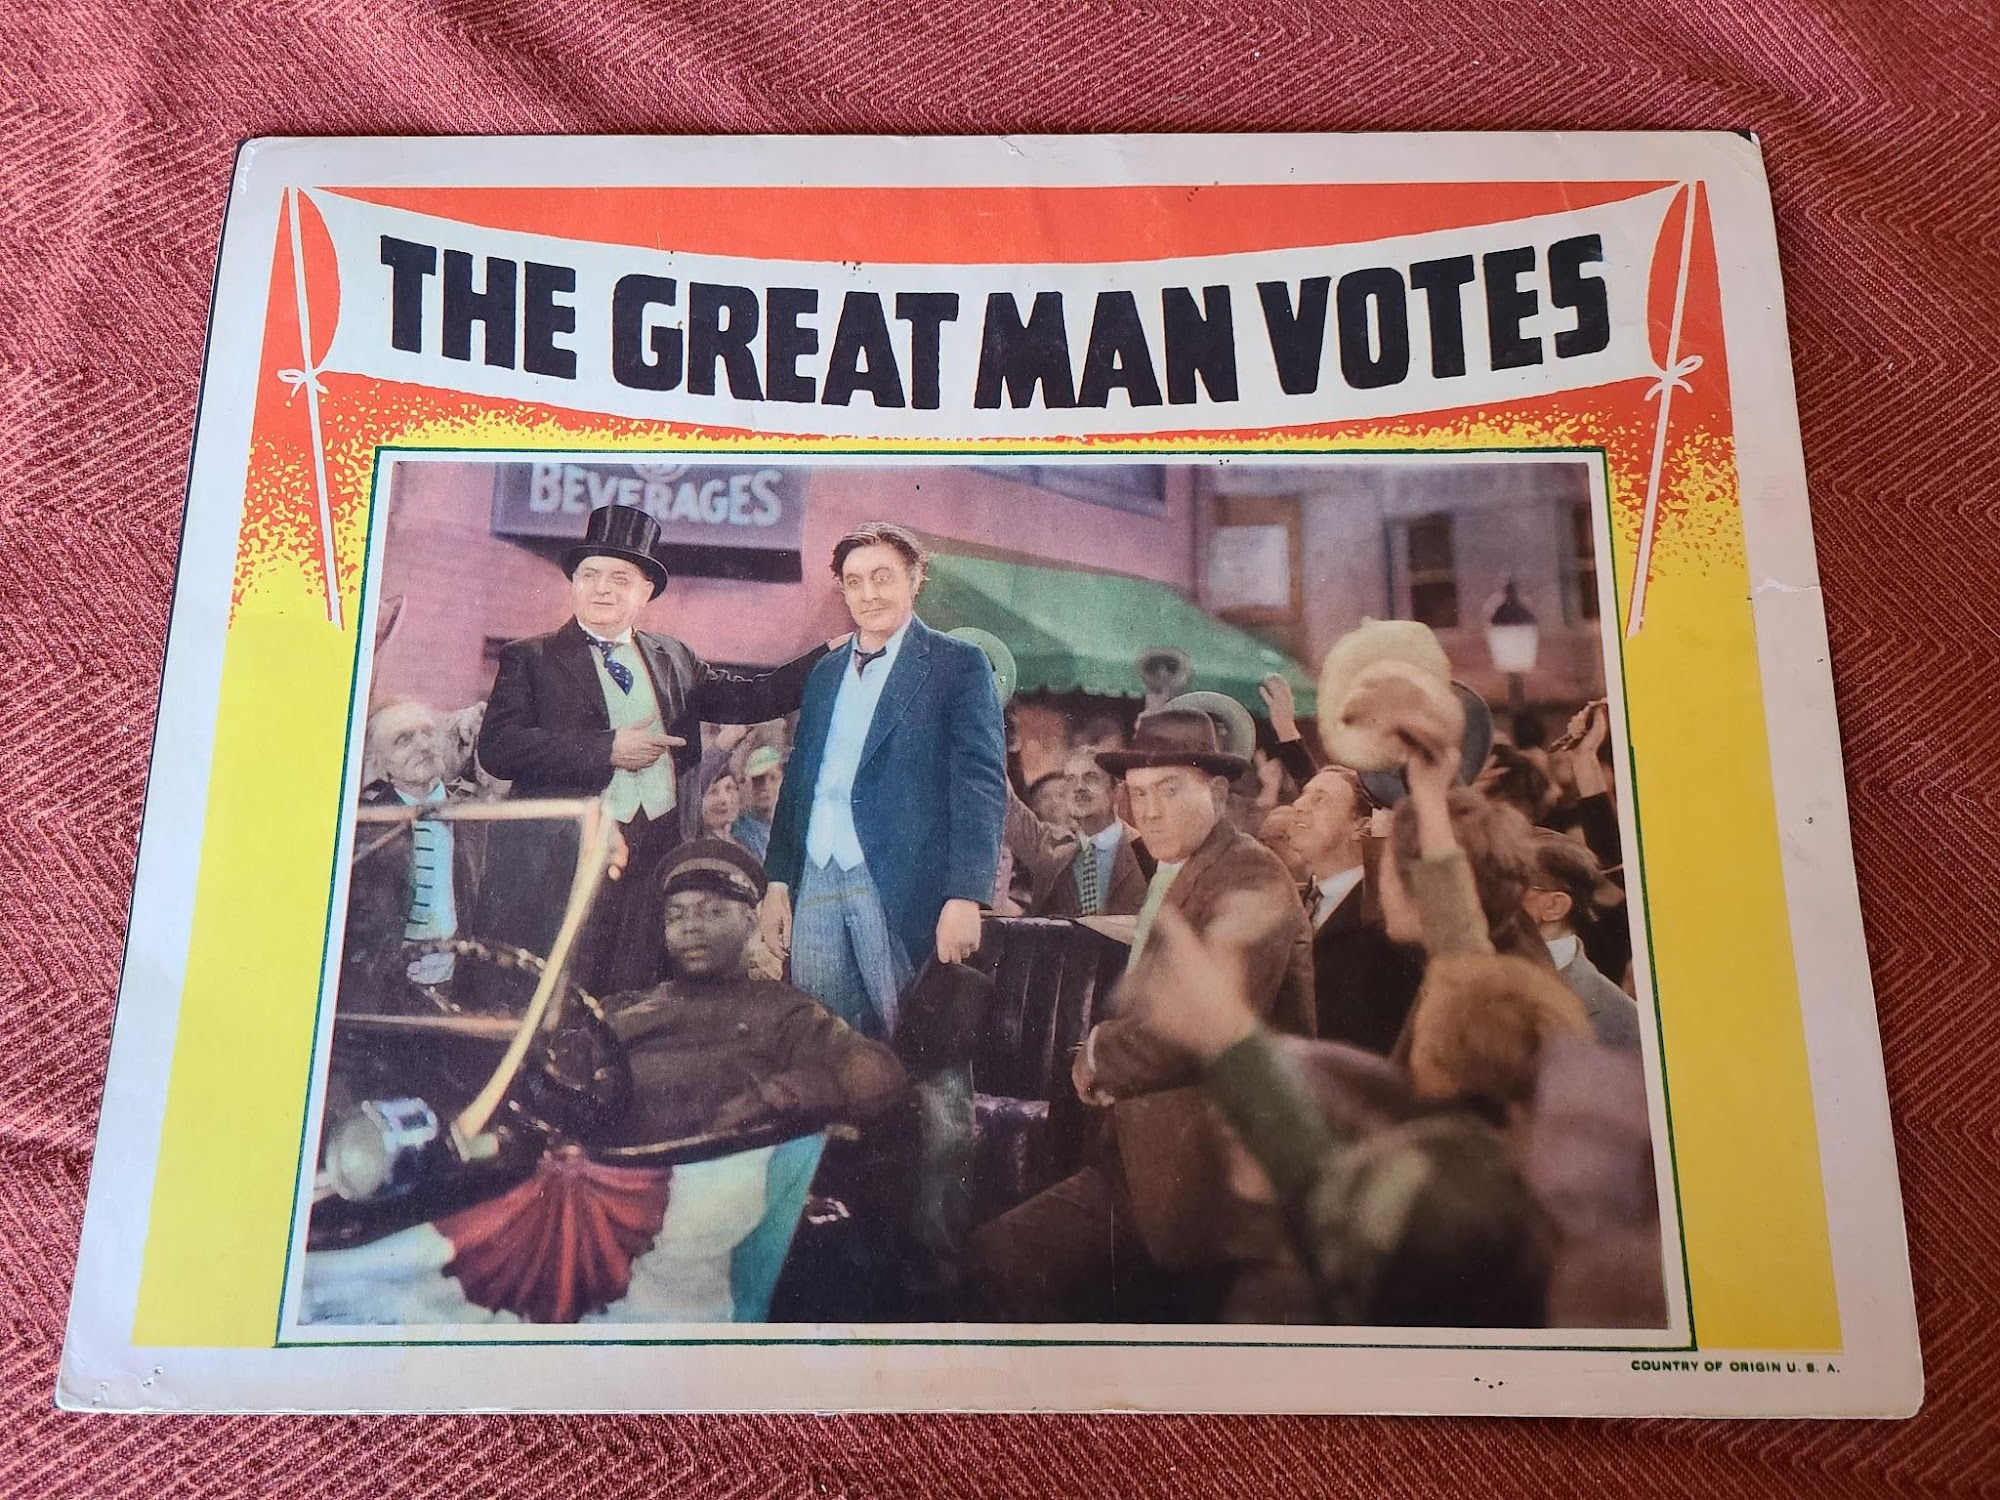 THE GREAT MAN VOTES
BEVERAGES
COUNTRY OF ORIGIN U. S. A.